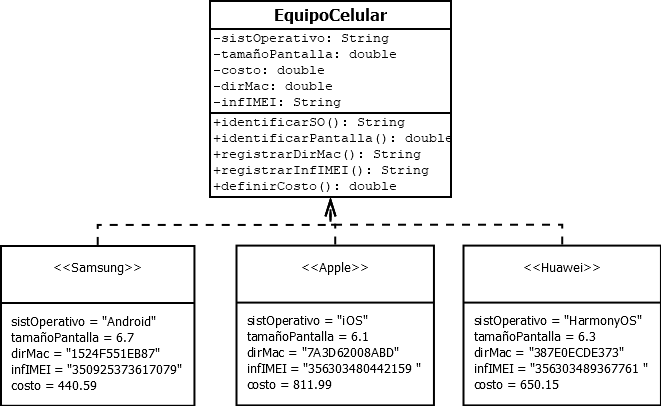 EquipoCelular
-sistOperativo: String
-tamañoPantalla: double
-costo: double
-dirMac: double
-infIMEI: String
+identificarSO(): String
+identificarPantalla(): double
+registrarDirMac(): String
+registrarInfIMEI(): String
+definirCosto(): double
<<Samsung>>
sistOperativo = "Android"
tamañoPantalla = 6.7
dirMac = "1524F551EB87"
infIMEI = "350925373617079"
costo = 440.59
<<Apple>>
sistOperativo = "iOS"
tamañoPantalla = 6.1
dirMac = "7A3D62008ABD"
infIMEI = "356303480442159 "
costo = 811.99
<<Huawei>>
sistOperativo = "HarmonyOS"
tamañoPantalla = 6.3
dirMac = "387E0ECDE373"
infIMEI = "356303489367761 "
costo = 650.15